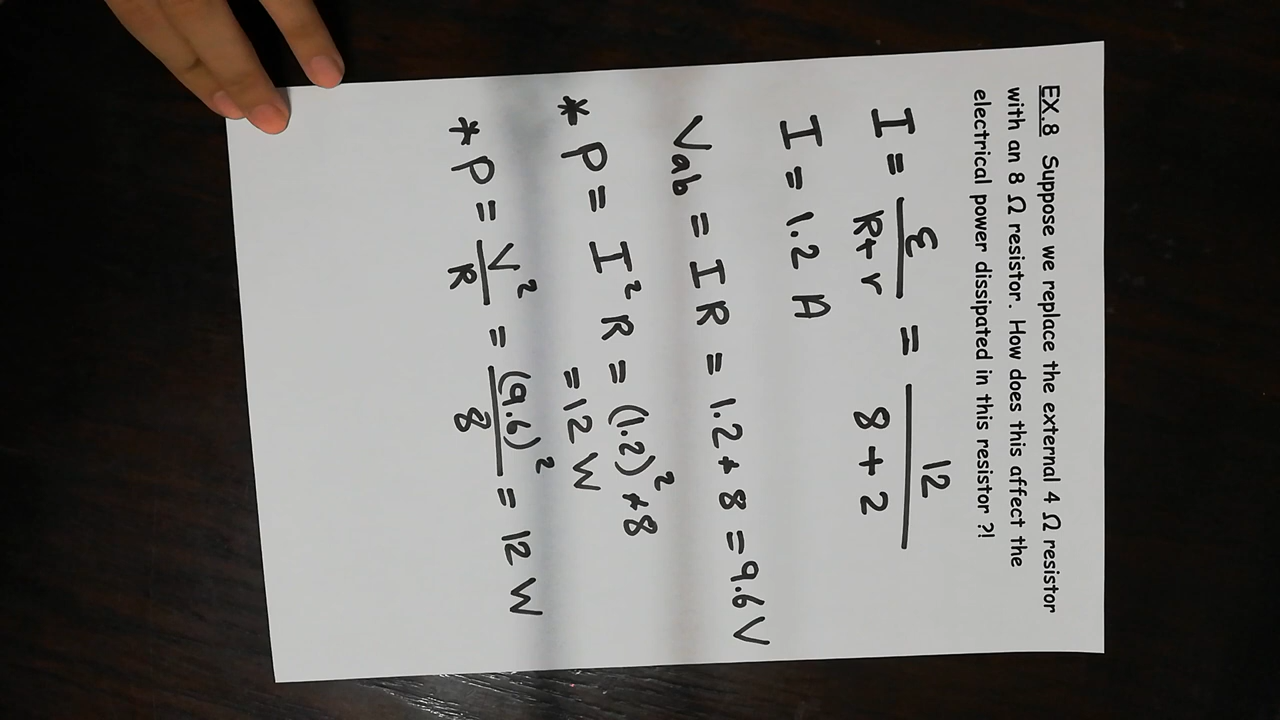 EX.8 Suppose we replace the external 4 Ω resistor
with an 8 Ω resistor. How does this affect the
electrical power dissipated in this resistor ?!
I = ε/R+r = 12/8+2
I = 1.2 A
Vab = IR = 1.2 * 8 = 9.6 V
* P = I² R = (1.2)² * 8
= 12 W
* P = V²/R = (9.6)²/8 = 12 W